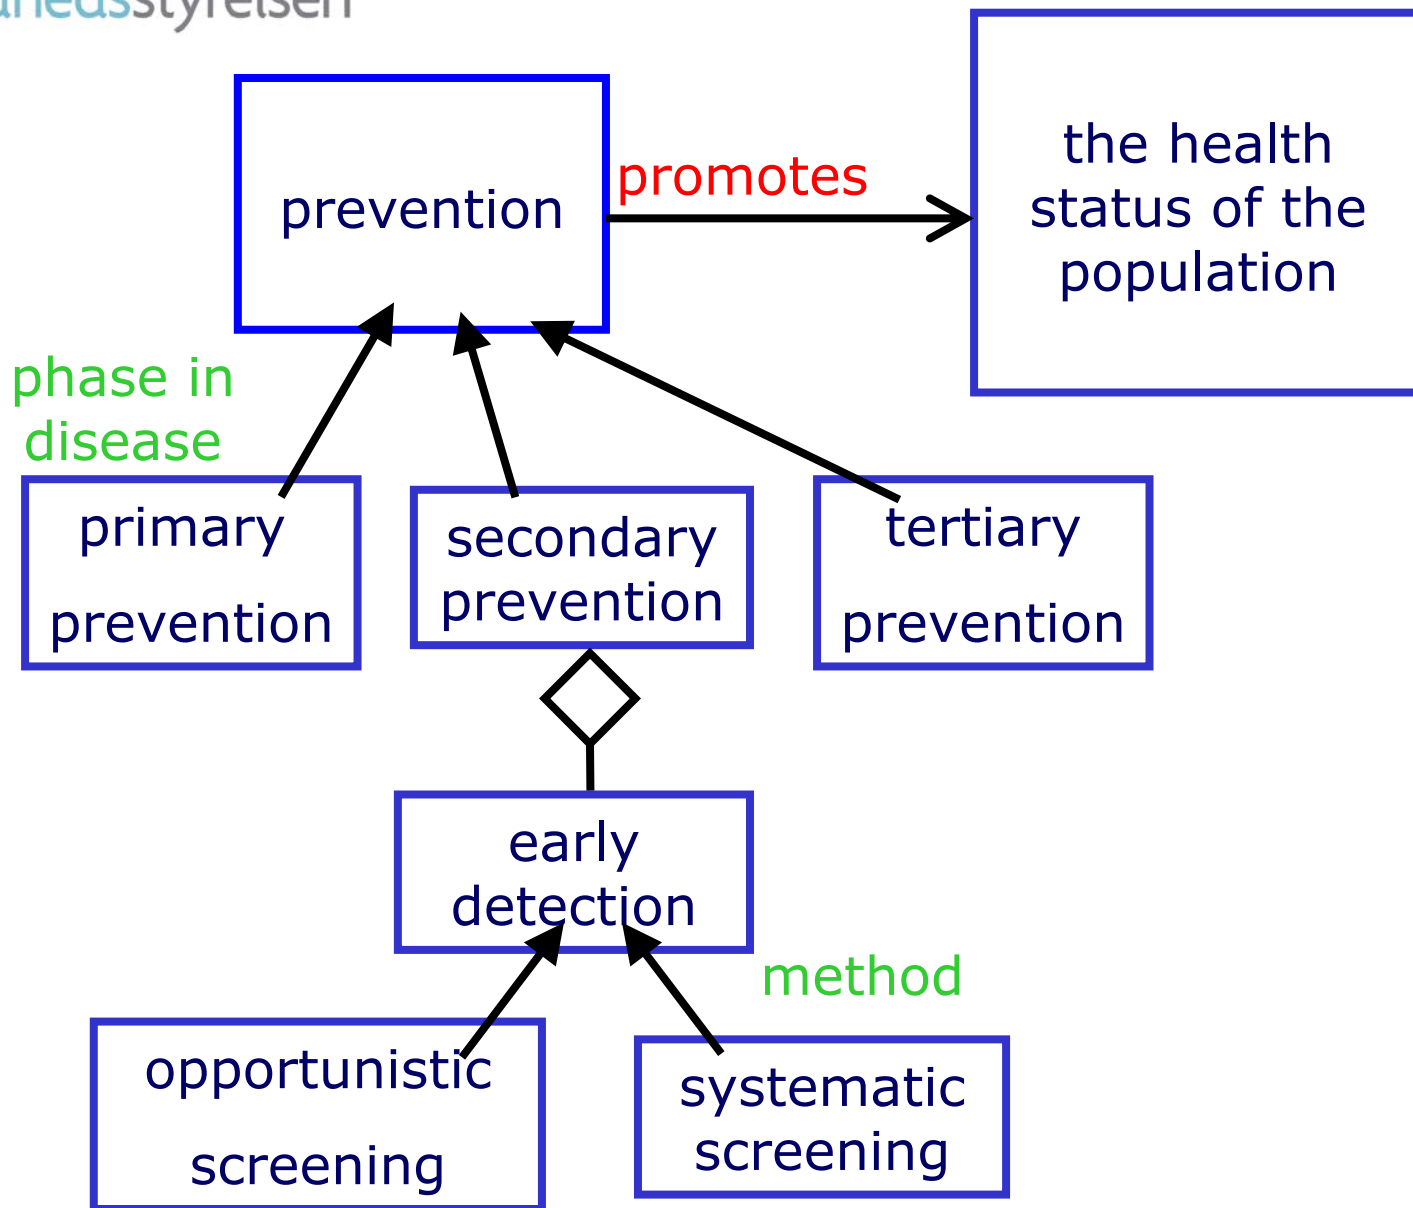 prevention
promotes
the health
status of the
population
phase in
disease
primary
prevention
secondary
prevention
tertiary
prevention
early
detection
method
opportunistic
screening
systematic
screening